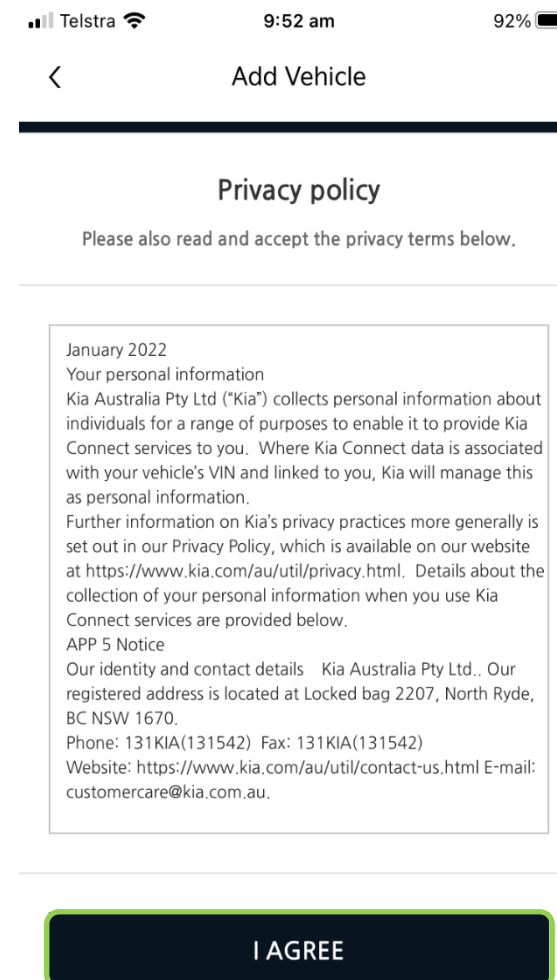 Telstra 9:52 am 92%
Add Vehicle
Privacy policy
Please also read and accept the privacy terms below.
January 2022
Your personal information
Kia Australia Pty Ltd (“Kia”) collects personal information about
individuals for a range of purposes to enable it to provide Kia
Connect services to you.  Where Kia Connect data is associated
with your vehicle’s VIN and linked to you, Kia will manage this
as personal information.
Further information on Kia’s privacy practices more generally is
set out in our Privacy Policy, which is available on our website
at https://www.kia.com/au/util/privacy.html.  Details about the
collection of your personal information when you use Kia
Connect services are provided below.
APP 5 Notice
Our identity and contact details    Kia Australia Pty Ltd.. Our
registered address is located at Locked bag 2207, North Ryde,
BC NSW 1670.
Phone: 131KIA(131542)  Fax: 131KIA(131542)
Website: https://www.kia.com/au/util/contact-us.html E-mail:
customercare@kia.com.au.
I AGREE